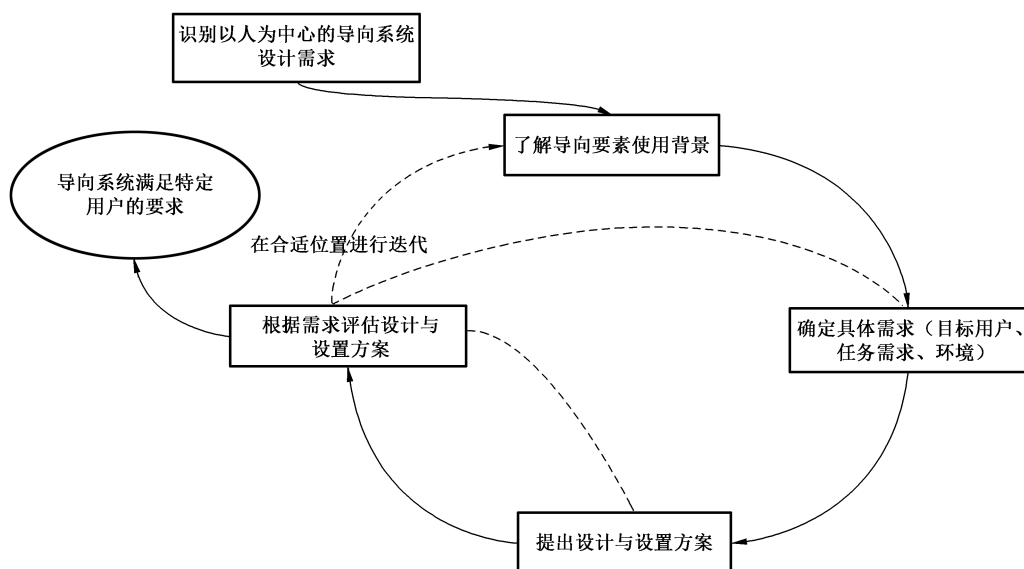 识别以人为中心的导向系统
设计需求
了解导向要素使用背景
导向系统满足特定
用户的要求
在合适位置进行迭代
根据需求评估设计与
设置方案
确定具体需求（目标用户、
任务需求、环境）
提出设计与设置方案